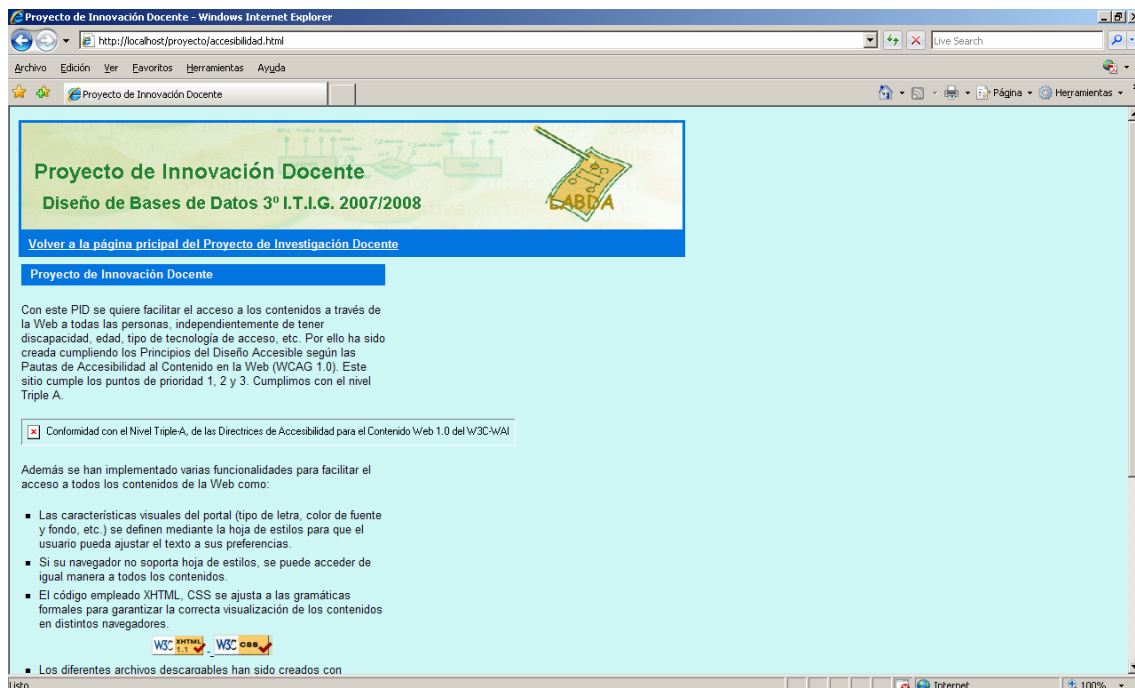 Proyecto de Innovación Docente - Windows Internet Explorer
http://localhost/proyecto/accesibilidad.html
Live Search
Archivo Edición Ver Favoritos Herramientas Ayuda
Proyecto de Innovación Docente
Página Herramientas
Proyecto de Innovación Docente
Diseño de Bases de Datos 3º I.T.I.G. 2007/2008
LABDA
Volver a la página pricipal del Proyecto de Investigación Docente
Proyecto de Innovación Docente
Con este PID se quiere facilitar el acceso a los contenidos a través de
la Web a todas las personas, independientemente de tener
discapacidad, edad, tipo de tecnología de acceso, etc. Por ello ha sido
creada cumpliendo los Principios del Diseño Accesible según las
Pautas de Accesibilidad al Contenido en la Web (WCAG 1.0). Este
sitio cumple los puntos de prioridad 1, 2 y 3. Cumplimos con el nivel
Triple A.
Conformidad con el Nivel Triple-A, de las Directrices de Accesibilidad para el Contenido Web 1.0 del W3C-WAI
Además se han implementado varias funcionalidades para facilitar el
acceso a todos los contenidos de la Web como:
Las características visuales del portal (tipo de letra, color de fuente
y fondo, etc.) se definen mediante la hoja de estilos para que el
usuario pueda ajustar el texto a sus preferencias.
Si su navegador no soporta hoja de estilos, se puede acceder de
igual manera a todos los contenidos.
El código empleado XHTML, CSS se ajusta a las gramáticas
formales para garantizar la correcta visualización de los contenidos
en distintos navegadores.
W3C XHTML 1.1 W3C css
Los diferentes archivos descargables han sido creados con
Listo Internet 100%